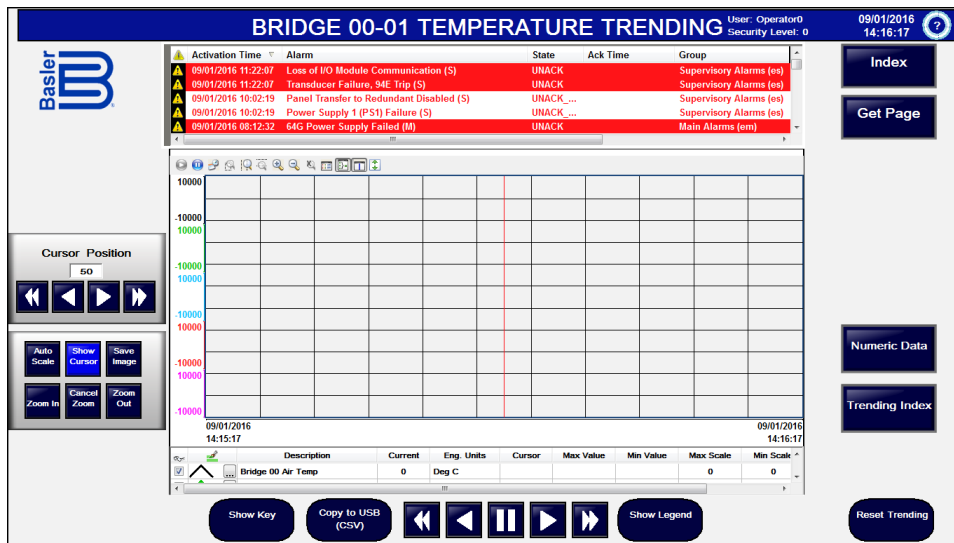 BRIDGE 00-01 TEMPERATURE TRENDING
User: Operator0
Security Level: 0
09/01/2016
14:16:17
?
Basler
Activation Time Alarm State Ack Time Group
09/01/2016 11:22:07 Loss of I/O Module Communication (S) UNACK Supervisory Alarms (es)
09/01/2016 11:22:07 Transducer Failure, 94E Trip (S) UNACK Supervisory Alarms (es)
09/01/2016 10:02:19 Panel Transfer to Redundant Disabled (S) UNACK_... Supervisory Alarms (es)
09/01/2016 10:02:19 Power Supply 1 (PS1) Failure (S) UNACK_... Supervisory Alarms (es)
09/01/2016 08:12:32 64G Power Supply Failed (M) UNACK Main Alarms (em)
Index
Get Page
10000
-10000
10000
-10000
10000
-10000
10000
-10000
10000
-10000
09/01/2016
14:15:17
09/01/2016
14:16:17
Cursor Position
50
Auto Scale
Show Cursor
Save Image
Zoom In
Cancel Zoom
Zoom Out
Numeric Data
Trending Index
Description Current Eng. Units Cursor Max Value Min Value Max Scale Min Scale
Bridge 00 Air Temp 0 Deg C 0 0
Show Key
Copy to USB
(CSV)
Show Legend
Reset Trending